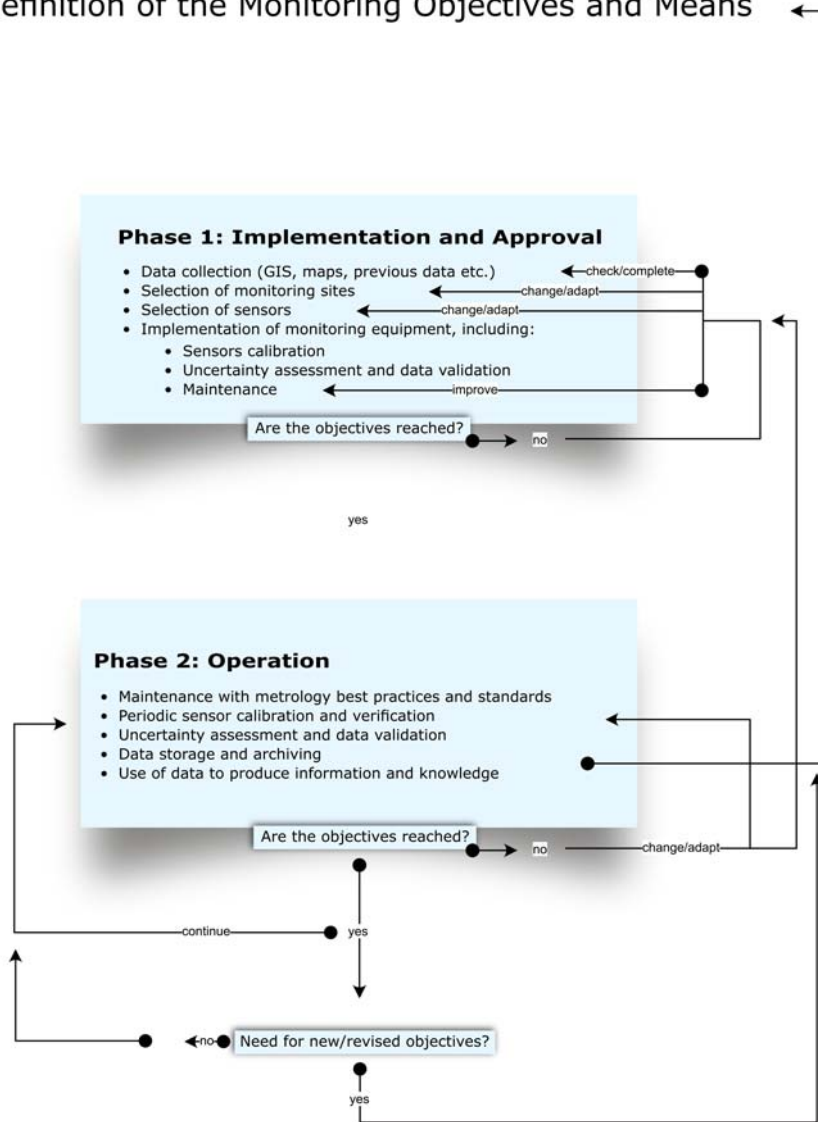 efinition of the Monitoring Objectives and Means
Phase 1: Implementation and Approval
• Data collection (GIS, maps, previous data etc.)
check/complete
• Selection of monitoring sites
change/adapt
• Selection of sensors
change/adapt
• Implementation of monitoring equipment, including:
• Sensors calibration
• Uncertainty assessment and data validation
• Maintenance
improve
Are the objectives reached?
no
yes
Phase 2: Operation
• Maintenance with metrology best practices and standards
• Periodic sensor calibration and verification
• Uncertainty assessment and data validation
• Data storage and archiving
• Use of data to produce information and knowledge
Are the objectives reached?
no
change/adapt
continue
yes
no
Need for new/revised objectives?
yes